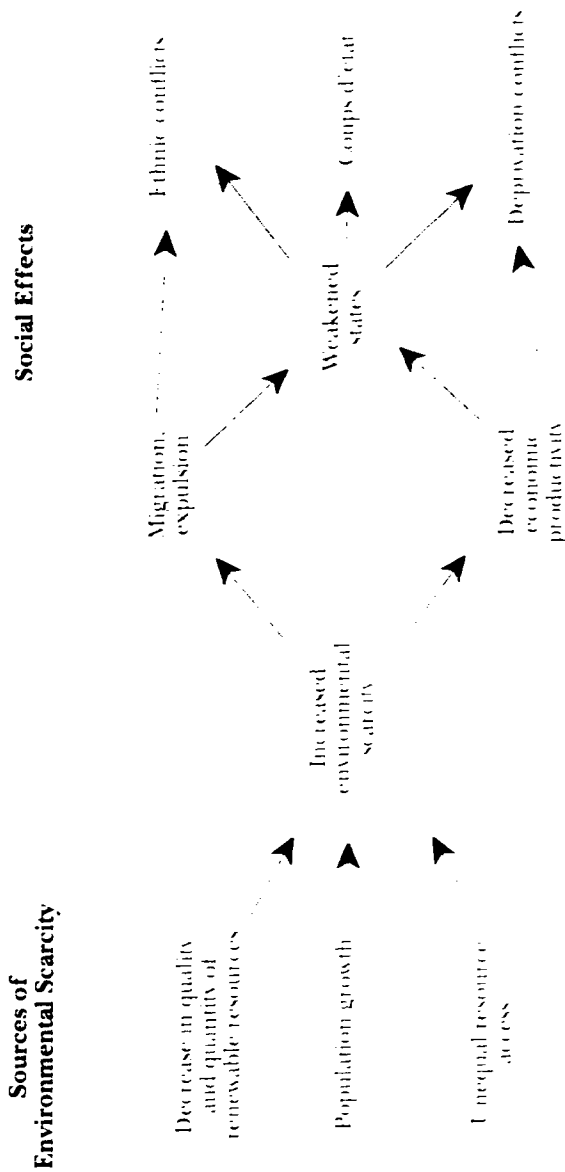 Sources of
Environmental Scarcity
Social Effects
Decrease in quality
and quantity of
renewable resources
Population growth
Unequal resource
access
Increased
environmental
scarcity
Migration,
expulsion
Decreased
economic
productivity
Weakened
states
Ethnic conflicts
Coups d'etat
Deprivation conflicts